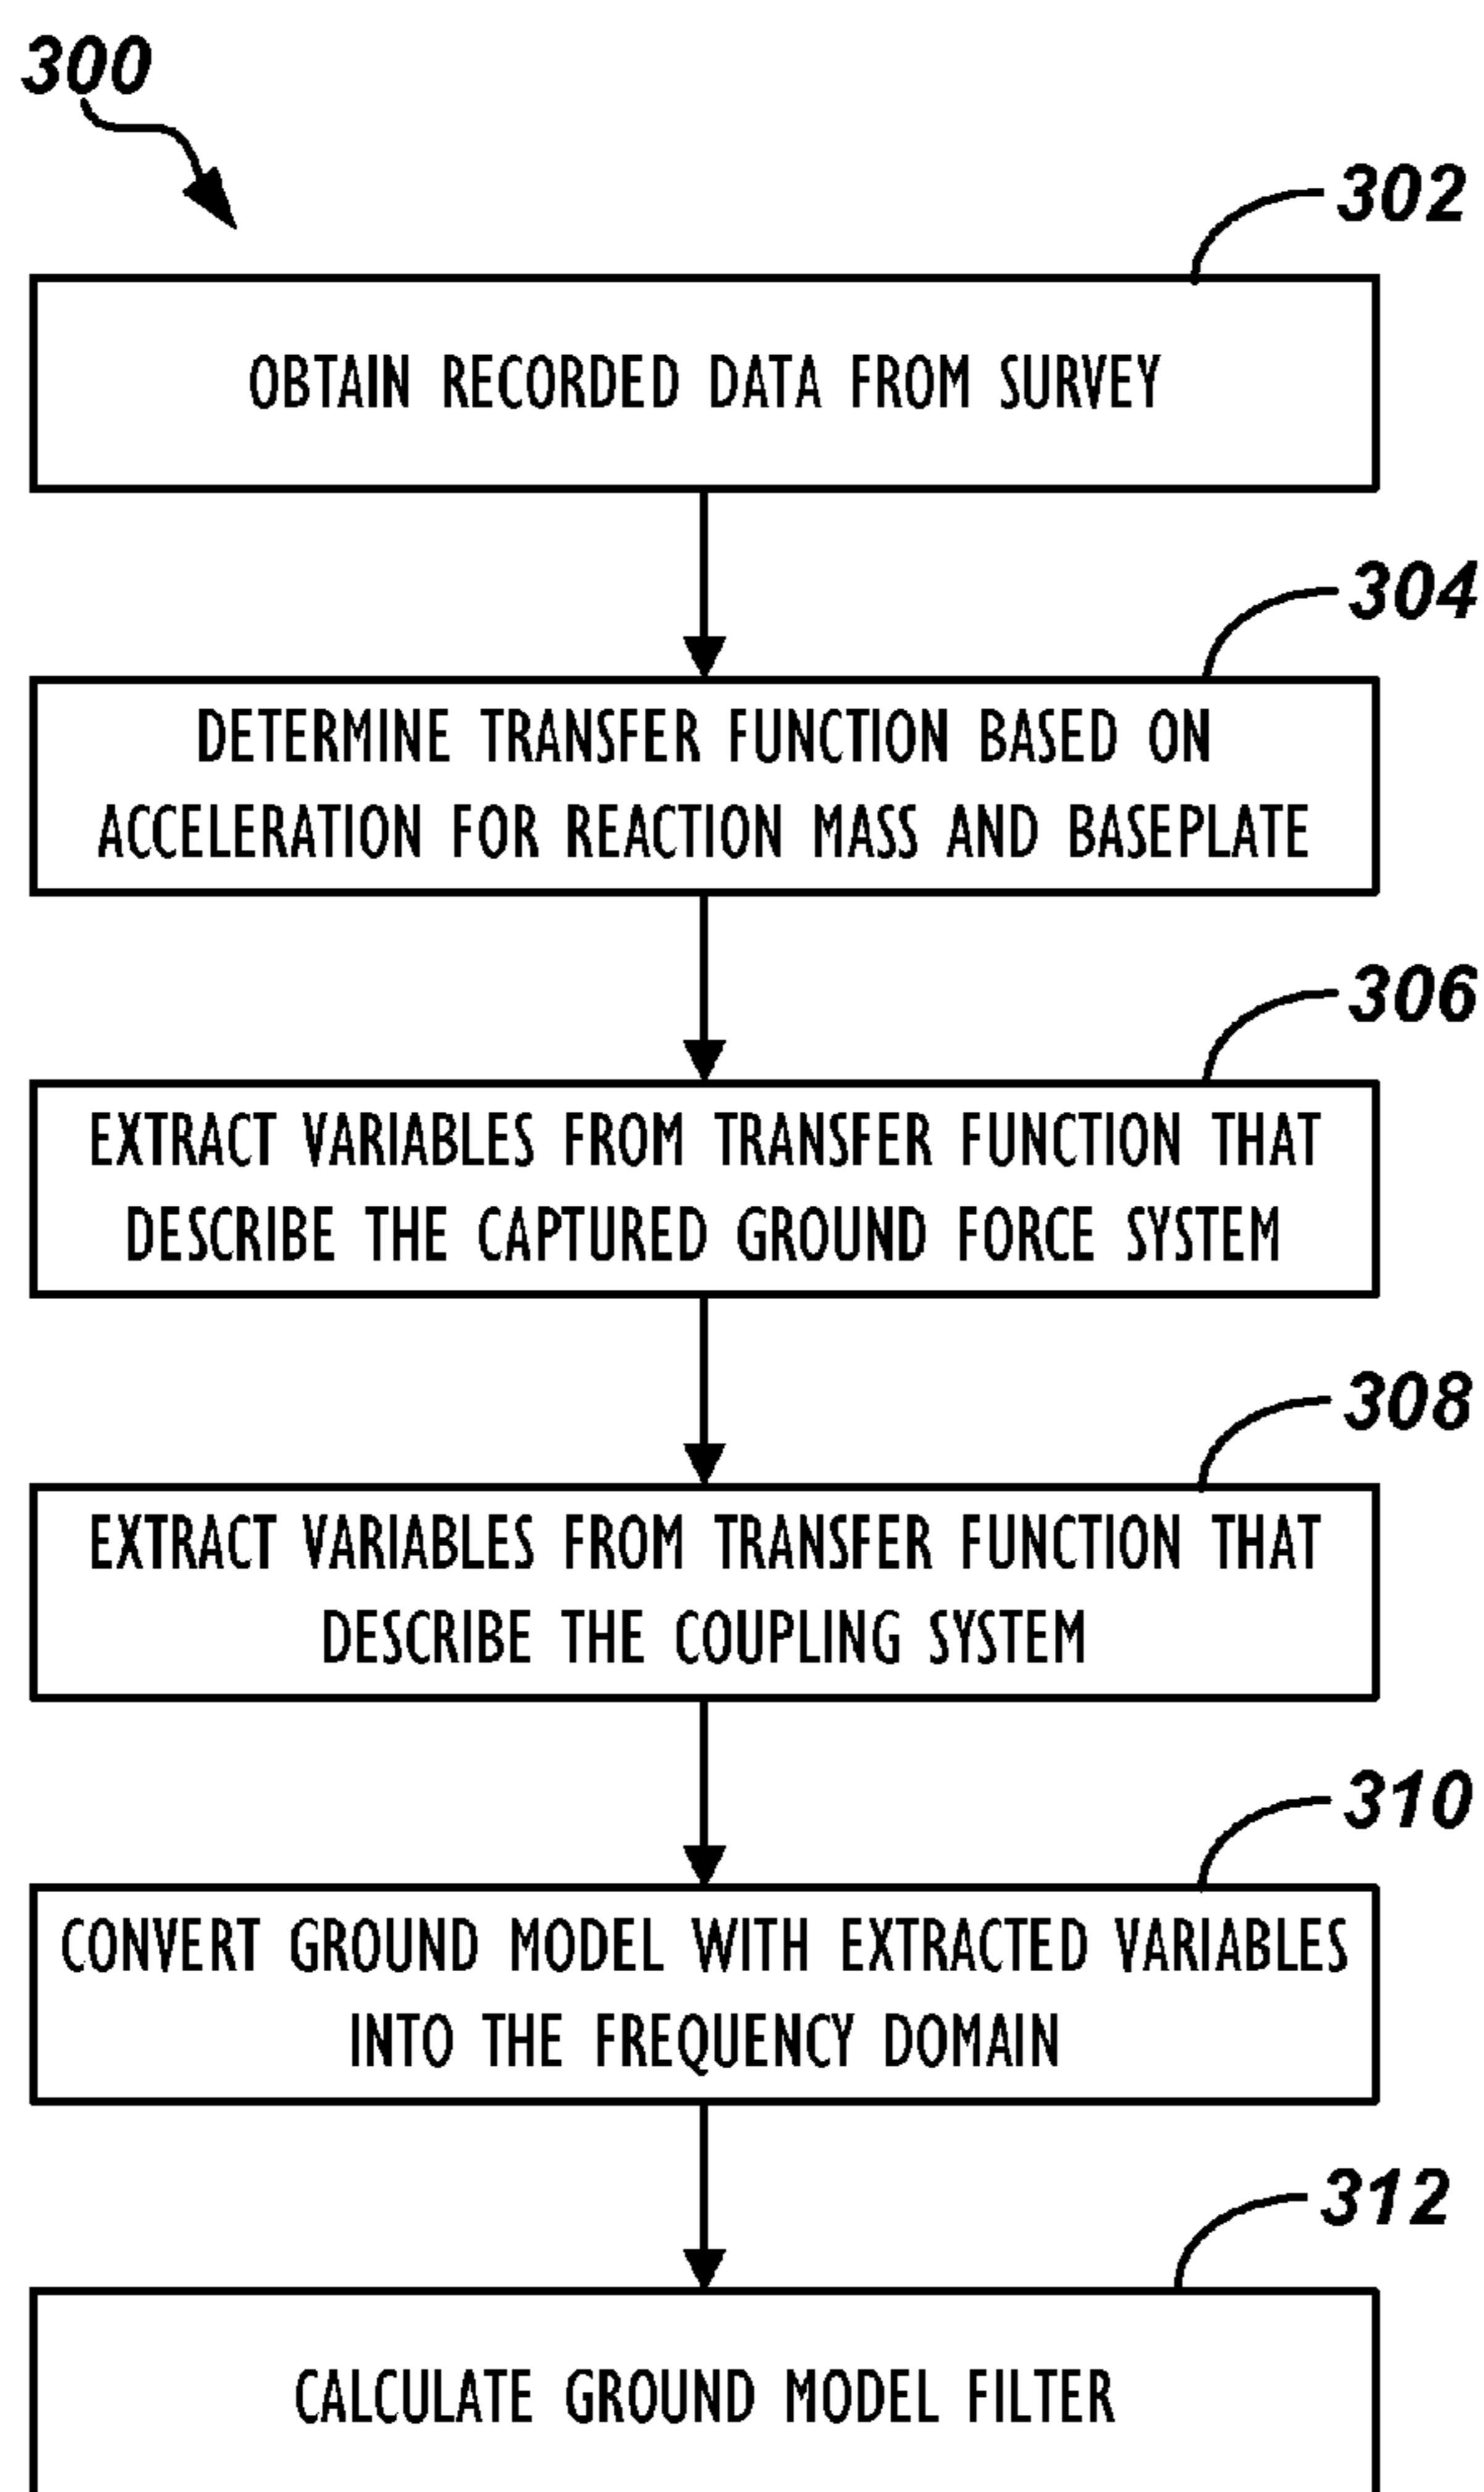 300
302
OBTAIN RECORDED DATA FROM SURVEY
304
DETERMINE TRANSFER FUNCTION BASED ON
ACCELERATION FOR REACTION MASS AND BASEPLATE
306
EXTRACT VARIABLES FROM TRANSFER FUNCTION THAT
DESCRIBE THE CAPTURED GROUND FORCE SYSTEM
308
EXTRACT VARIABLES FROM TRANSFER FUNCTION THAT
DESCRIBE THE COUPLING SYSTEM
310
CONVERT GROUND MODEL WITH EXTRACTED VARIABLES
INTO THE FREQUENCY DOMAIN
312
CALCULATE GROUND MODEL FILTER